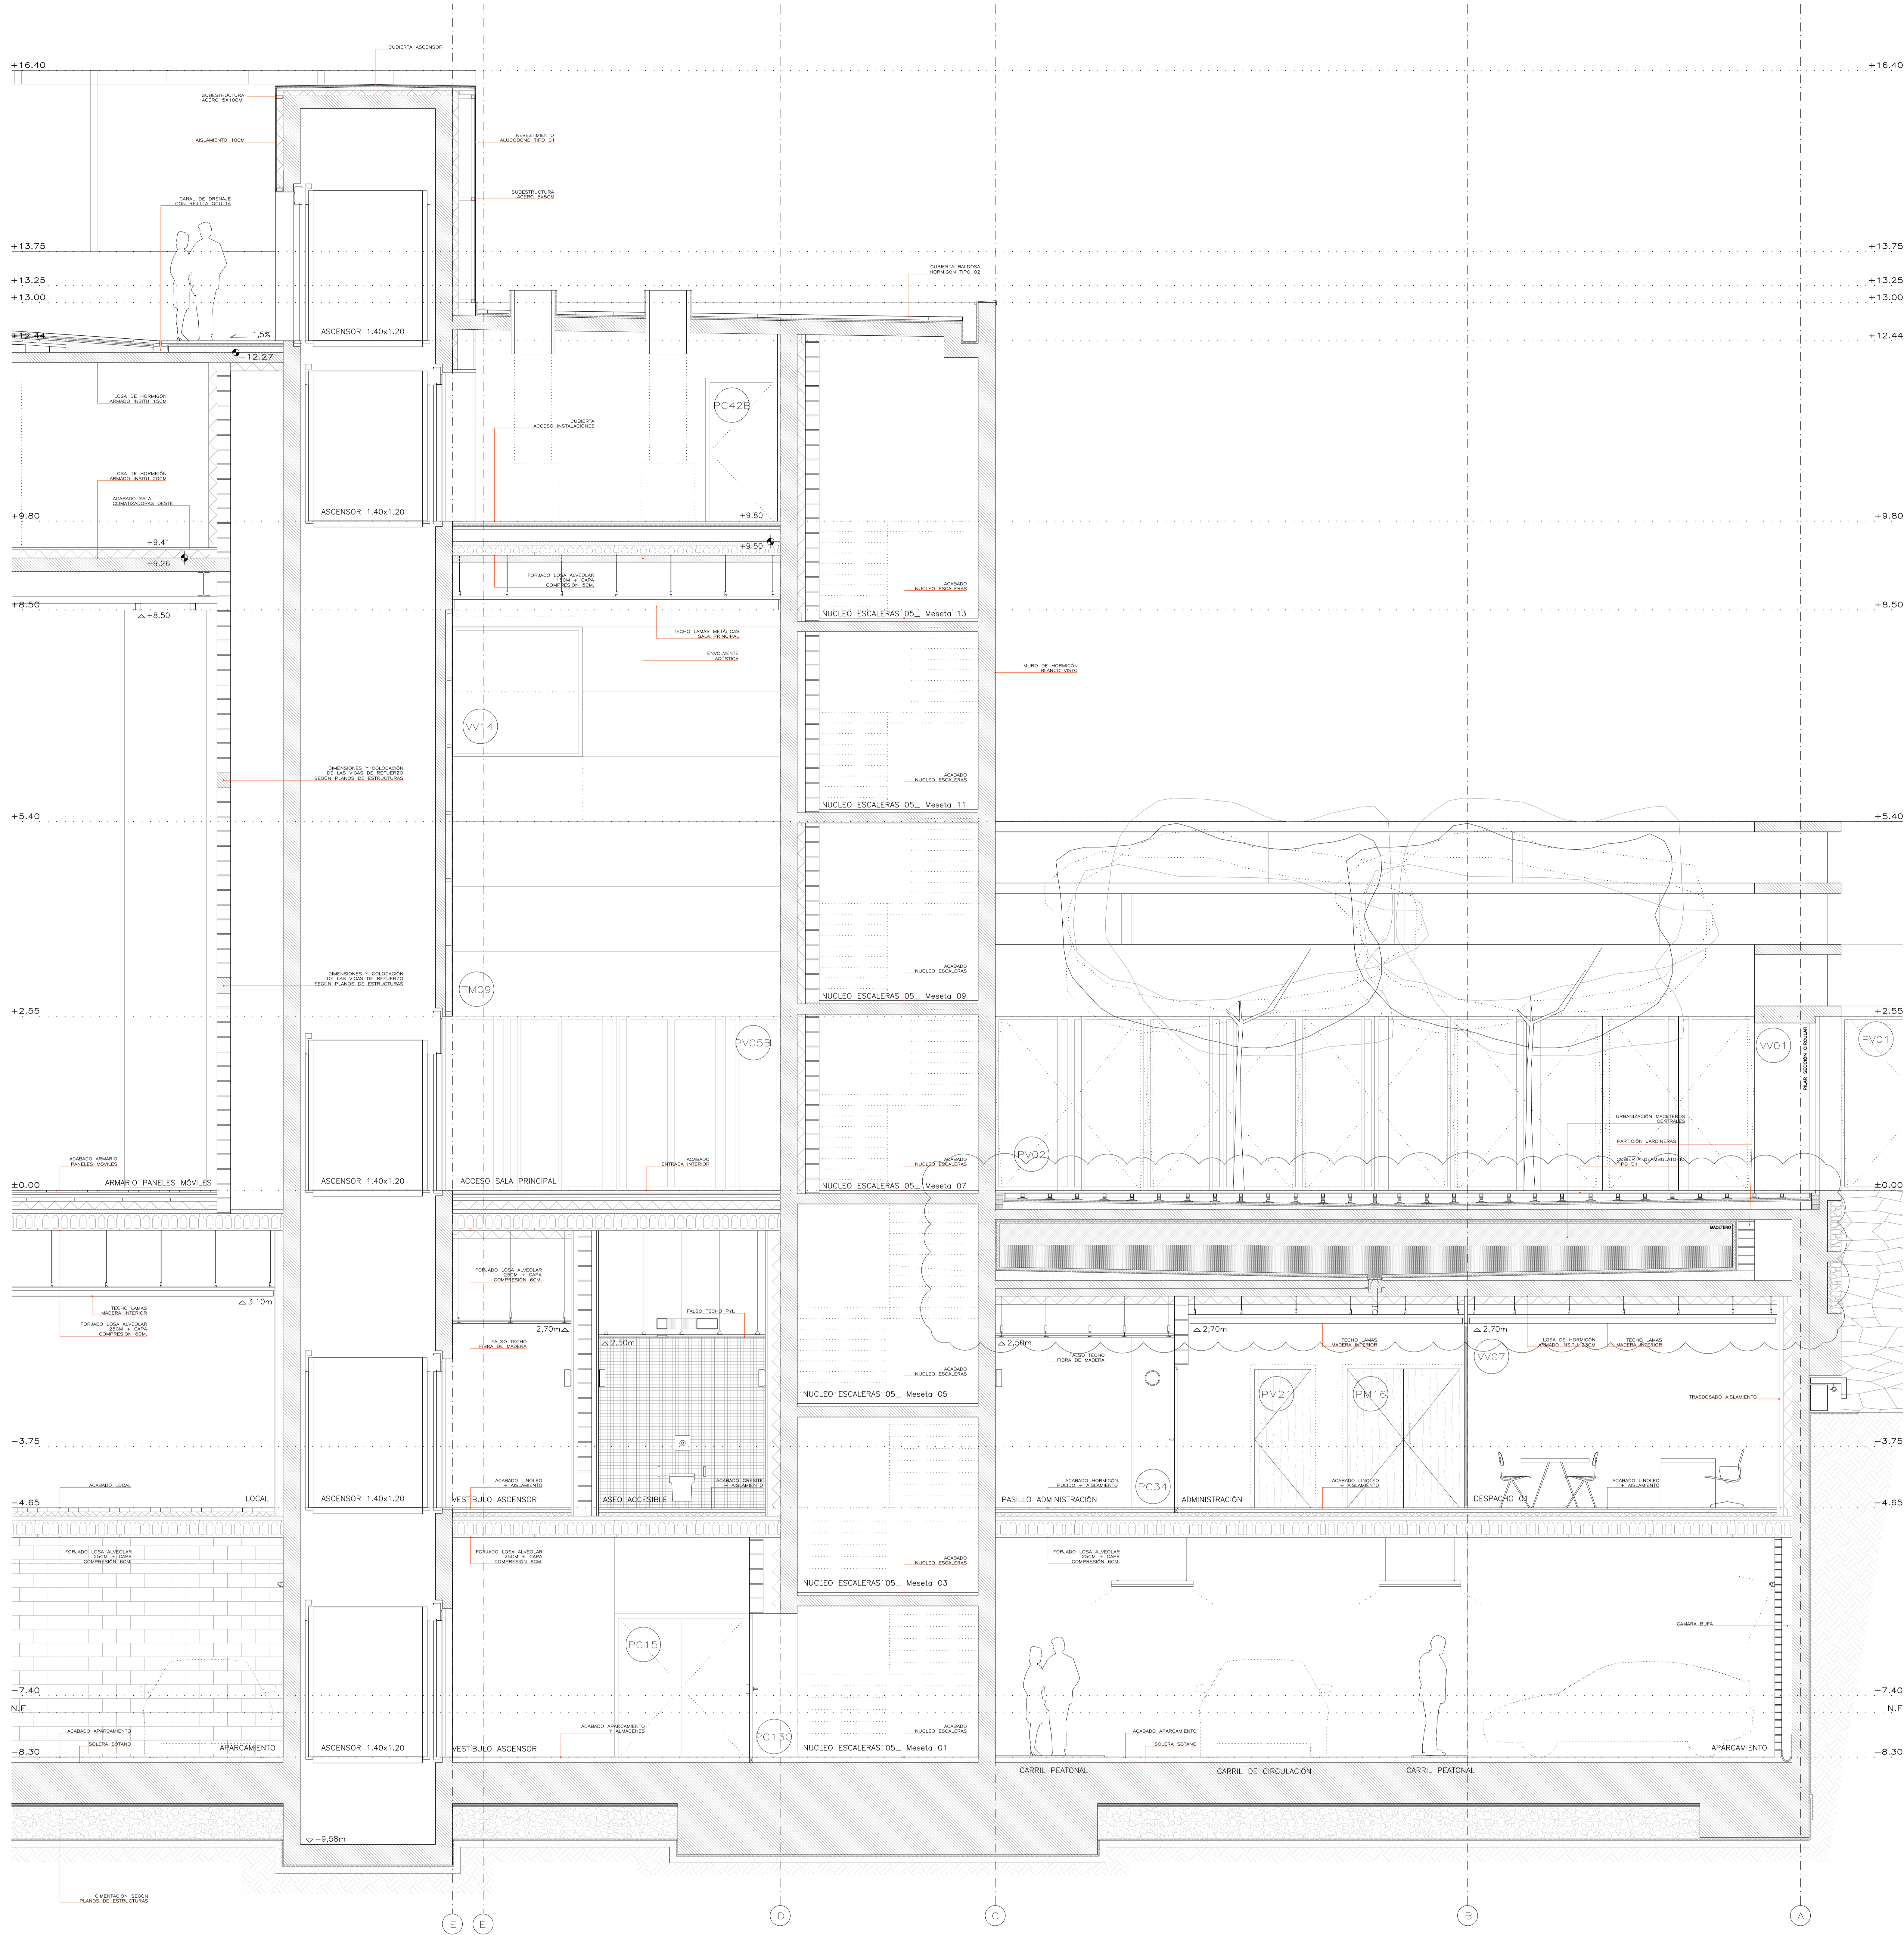 CUBIERTA ASCENSOR
+16.40
+16.40
SUBESTRUCTURA
ACERO 5X10CM
AISLAMIENTO 10CM
REVESTIMIENTO
ALUCOBOND TIPO 01
SUBESTRUCTURA
ACERO 5X5CM
CANAL DE DRENAJE
CON REJILLA OCULTA
+13.75
+13.75
CUBIERTA BALDOSA
HORMIGÓN TIPO 02
+13.25
+13.25
+13.00
+13.00
ASCENSOR 1.40x1.20
1,5%
+12.44
+12.44
+12.27
LOSA DE HORMIGÓN
ARMADO INSITU 15CM
PC42B
CUBIERTA
ACCESO INSTALACIONES
LOSA DE HORMIGÓN
ARMADO INSITU 20CM
ACABADO SALA
CLIMATIZADORAS OESTE
ASCENSOR 1.40x1.20
+9.80
+9.80
+9.80
+9.41
+9.50
+9.26
FORJADO LOSA ALVEOLAR
15CM + CAPA
COMPRESIÓN 5CM.
ACABADO
NUCLEO ESCALERAS
+8.50
+8.50
+8.50
NUCLEO ESCALERAS 05_ Meseta 13
TECHO LAMAS METÁLICAS
SALA PRINCIPAL
ENVOLVENTE
ACÚSTICA
MURO DE HORMIGÓN
BLANCO VISTO
VV14
DIMENSIONES Y COLOCACIÓN
DE LAS VIGAS DE REFUERZO
SEGÚN PLANOS DE ESTRUCTURAS
ACABADO
NUCLEO ESCALERAS
NUCLEO ESCALERAS 05_ Meseta 11
+5.40
+5.40
DIMENSIONES Y COLOCACIÓN
DE LAS VIGAS DE REFUERZO
SEGÚN PLANOS DE ESTRUCTURAS
ACABADO
NUCLEO ESCALERAS
TM09
NUCLEO ESCALERAS 05_ Meseta 09
+2.55
+2.55
PV05B
VV01
PILAR SECCIÓN CIRCULAR
PV01
URBANIZACIÓN MACETEROS
CENTRALES
PARTICIÓN JARDINERAS
PV02
CUBIERTA DEAMBULATORIO
TIPO 01
ACABADO ARMARIO
PANELES MÓVILES
ACABADO
ENTRADA INTERIOR
ACABADO
NUCLEO ESCALERAS
±0.00
±0.00
ARMARIO PANELES MÓVILES
ASCENSOR 1.40x1.20
ACCESO SALA PRINCIPAL
NUCLEO ESCALERAS 05_ Meseta 07
MACETERO
FORJADO LOSA ALVEOLAR
25CM + CAPA
COMPRESIÓN 6CM.
3.10m
TECHO LAMAS
MADERA INTERIOR
FORJADO LOSA ALVEOLAR
25CM + CAPA
COMPRESIÓN 6CM.
FALSO TECHO PYL
2,70m
2,50m
FALSO TECHO
FIBRA DE MADERA
2,50m
FALSO TECHO
FIBRA DE MADERA
2,70m
TECHO LAMAS
MADERA INTERIOR
2,70m
LOSA DE HORMIGÓN
ARMADO INSITU 23CM
TECHO LAMAS
MADERA INTERIOR
VV07
ACABADO
NUCLEO ESCALERAS
NUCLEO ESCALERAS 05_ Meseta 05
PM21
PM16
TRASDOSADO AISLAMIENTO
-3.75
-3.75
ACABADO LOCAL
ACABADO LINOLEO
+ AISLAMIENTO
ACABADO GRESITE
+ AISLAMIENTO
ACABADO HORMIGÓN
PULIDO + AISLAMIENTO
PC34
ACABADO LINOLEO
+ AISLAMIENTO
ACABADO LINOLEO
+ AISLAMIENTO
-4.65
-4.65
LOCAL
ASCENSOR 1.40x1.20
VESTÍBULO ASCENSOR
ASEO ACCESIBLE
PASILLO ADMINISTRACIÓN
ADMINISTRACIÓN
DESPACHO 01
FORJADO LOSA ALVEOLAR
25CM + CAPA
COMPRESIÓN 6CM.
FORJADO LOSA ALVEOLAR
25CM + CAPA
COMPRESIÓN 6CM.
ACABADO
NUCLEO ESCALERAS
FORJADO LOSA ALVEOLAR
25CM + CAPA
COMPRESIÓN 6CM.
NUCLEO ESCALERAS 05_ Meseta 03
PC15
CAMARA BUFA
-7.40
-7.40
N.F
N.F
ACABADO APARCAMIENTO
SOLERA SÓTANO
ACABADO APARCAMIENTO
Y ALMACENES
PC13C
ACABADO
NUCLEO ESCALERAS
ACABADO APARCAMIENTO
SOLERA SÓTANO
-8.30
-8.30
APARCAMIENTO
ASCENSOR 1.40x1.20
VESTÍBULO ASCENSOR
NUCLEO ESCALERAS 05_ Meseta 01
APARCAMIENTO
CARRIL PEATONAL
CARRIL DE CIRCULACIÓN
CARRIL PEATONAL
-9,58m
CIMENTACIÓN SEGÚN
PLANOS DE ESTRUCTURAS
E
E'
D
C
B
A